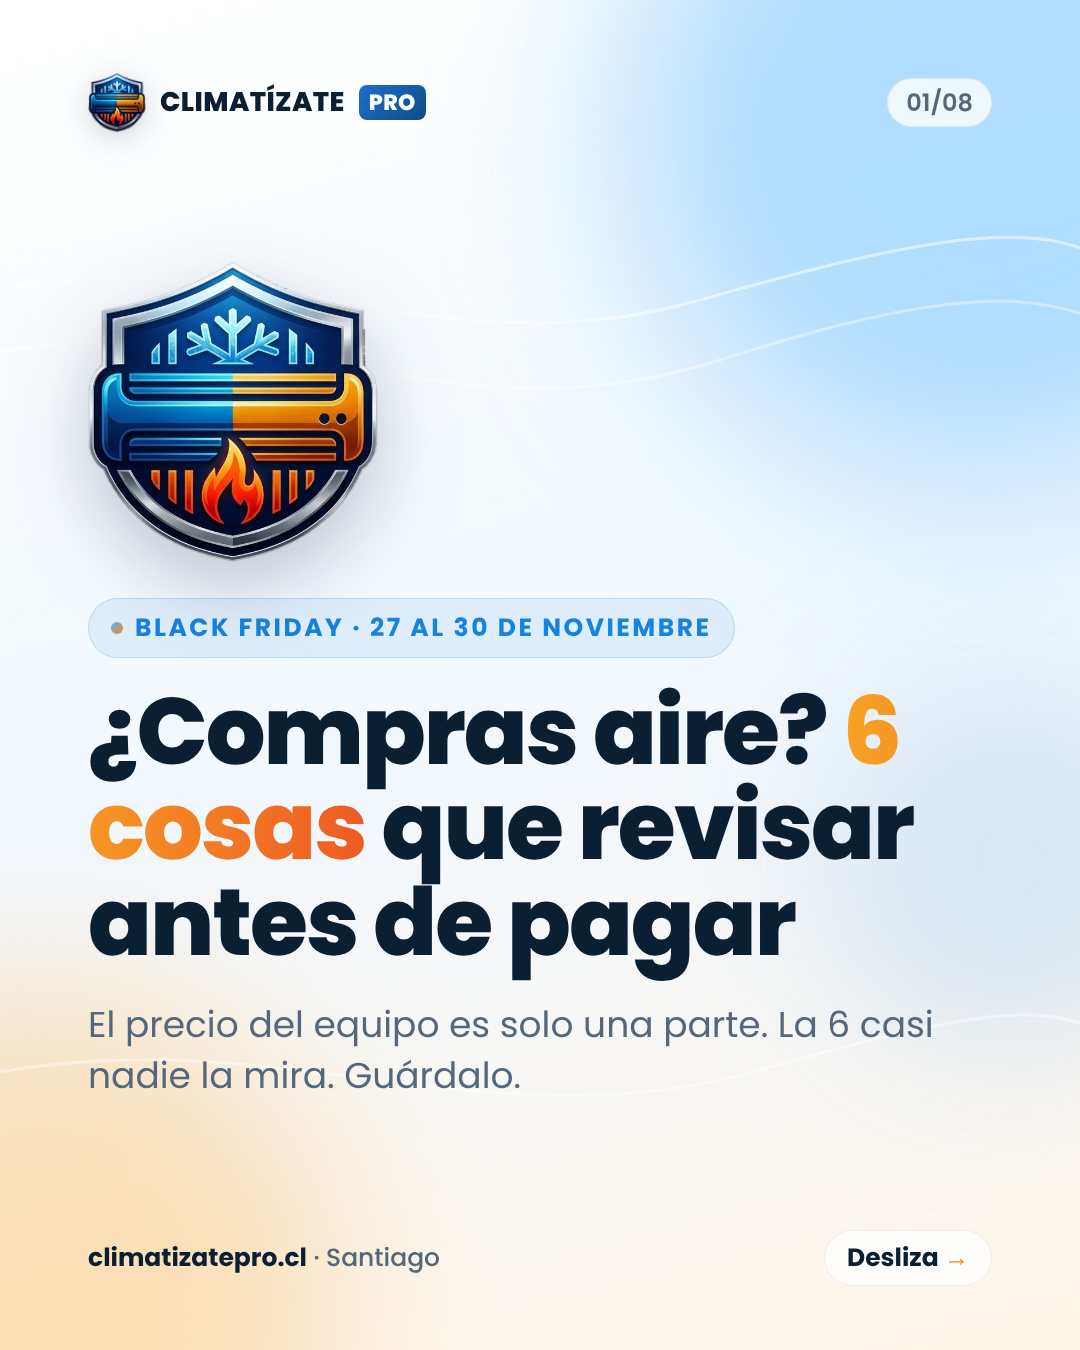 CLIMATÍZATE PRO
01/08
BLACK FRIDAY · 27 AL 30 DE NOVIEMBRE
¿Compras aire? 6
cosas que revisar
antes de pagar
El precio del equipo es solo una parte. La 6 casi
nadie la mira. Guárdalo.
climatizatepro.cl · Santiago
Desliza →